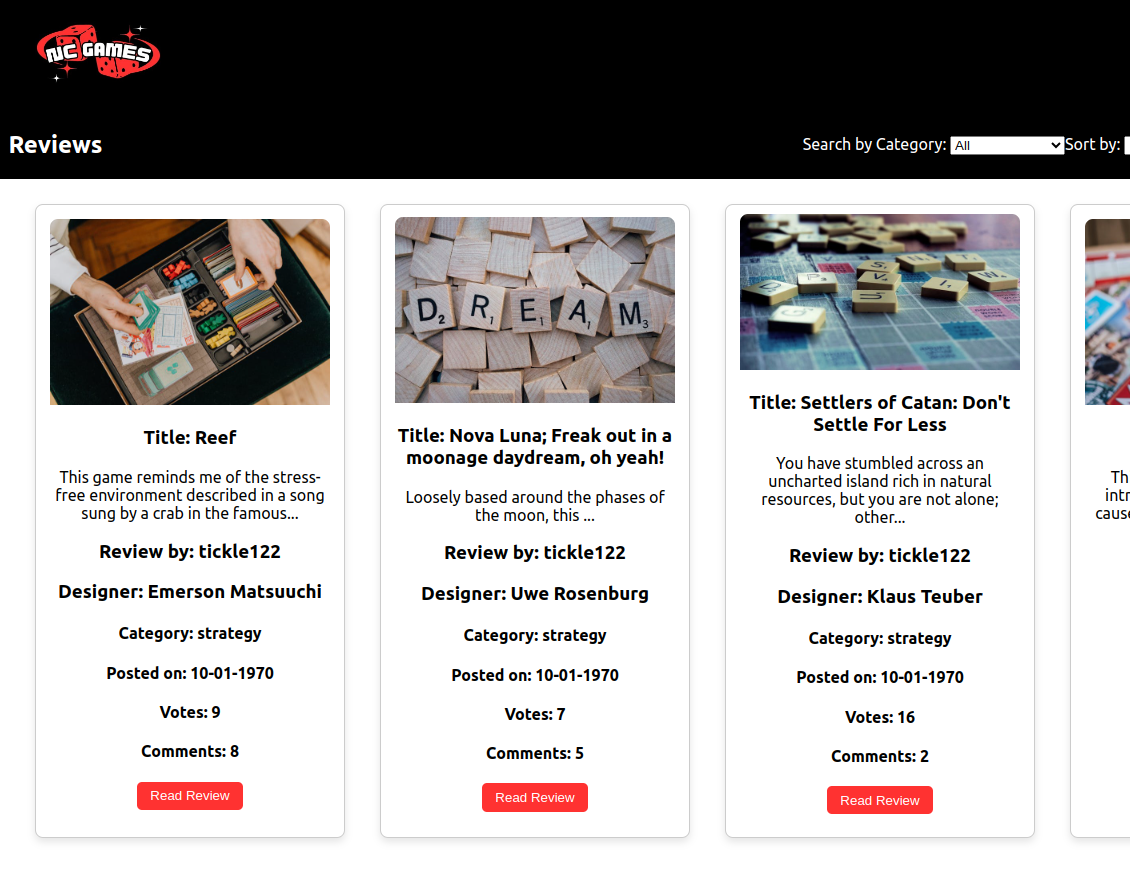 NC GAMES
Reviews
Search by Category: All Sort by:
Title: Reef
This game reminds me of the stress-
free environment described in a song
sung by a crab in the famous...
Review by: tickle122
Designer: Emerson Matsuuchi
Category: strategy
Posted on: 10-01-1970
Votes: 9
Comments: 8
Read Review
D2 R1 E1 A1 M3
Title: Nova Luna; Freak out in a
moonage daydream, oh yeah!
Loosely based around the phases of
the moon, this ...
Review by: tickle122
Designer: Uwe Rosenburg
Category: strategy
Posted on: 10-01-1970
Votes: 7
Comments: 5
Read Review
Title: Settlers of Catan: Don't
Settle For Less
You have stumbled across an
uncharted island rich in natural
resources, but you are not alone;
other...
Review by: tickle122
Designer: Klaus Teuber
Category: strategy
Posted on: 10-01-1970
Votes: 16
Comments: 2
Read Review
Th
intr
cause